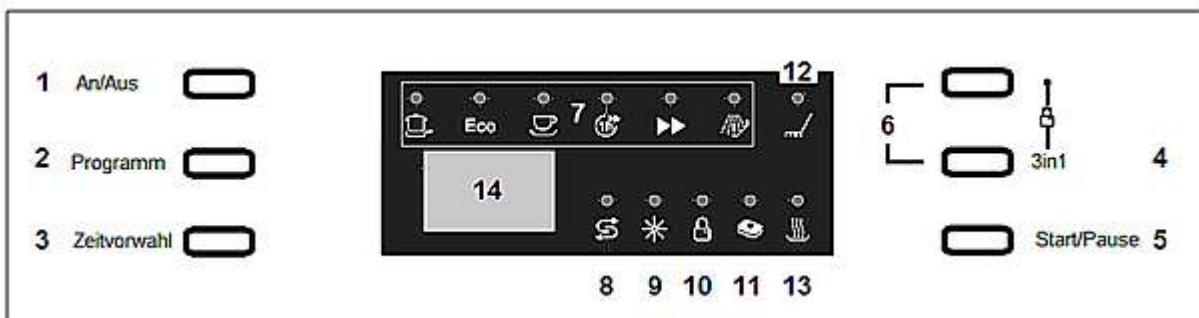 12
1 An/Aus
7
6
Eco 1h
2 Programm
14
3in1 4
3 Zeitvorwahl
Start/Pause 5
8 9 10 11 13